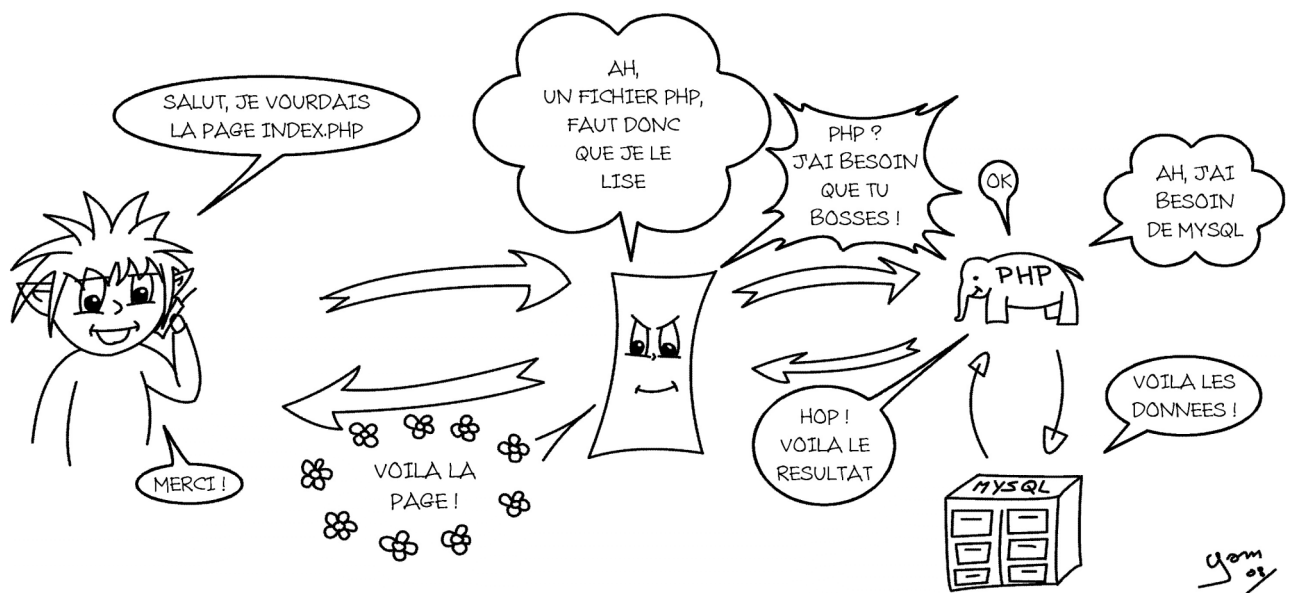 SALUT, JE VOURDAIS
LA PAGE INDEX.PHP
AH,
UN FICHIER PHP,
FAUT DONC
QUE JE LE
LISE
PHP ?
J'AI BESOIN
QUE TU
BOSSES !
OK
AH, J'AI
BESOIN
DE MYSQL
PHP
VOILA LES
DONNEES !
HOP !
VOILA LE
RESULTAT
VOILA LA
PAGE !
MERCI !
MYSQL
yom
08